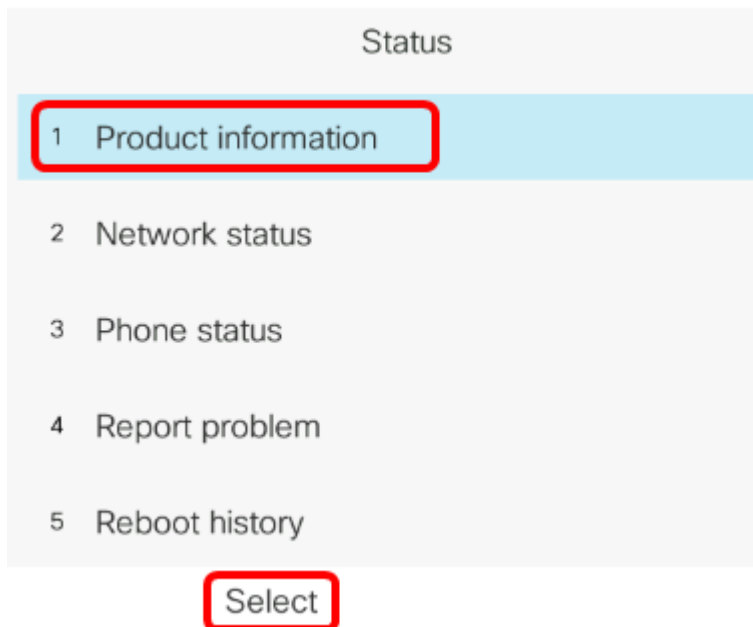 Status
1 Product information
2 Network status
3 Phone status
4 Report problem
5 Reboot history
Select